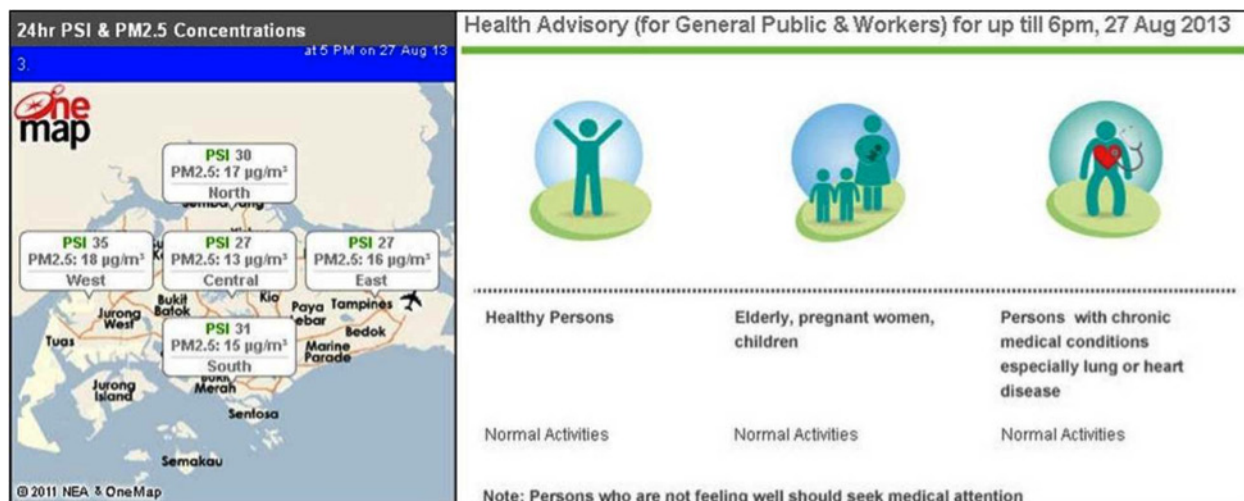 24hr PSI & PM2.5 Concentrations
at 5 PM on 27 Aug 13
3.
One
map
PSI 30
PM2.5: 17 µg/m³
North
PSI 35
PM2.5: 18 µg/m³
West
PSI 27
PM2.5: 13 µg/m³
Central
PSI 27
PM2.5: 16 µg/m³
East
Bukit
Batok
Kio
Paya
Lebar
Tampines
Jurong
West
Bedok
Tuas
PSI 31
PM2.5: 15 µg/m³
South
Marine
Parade
Merah
Jurong
Island
Sentosa
Semakau
© 2011 NEA & OneMap
Health Advisory (for General Public & Workers) for up till 6pm, 27 Aug 2013
Healthy Persons
Elderly, pregnant women,
children
Persons with chronic
medical conditions
especially lung or heart
disease
Normal Activities
Normal Activities
Normal Activities
Note: Persons who are not feeling well should seek medical attention